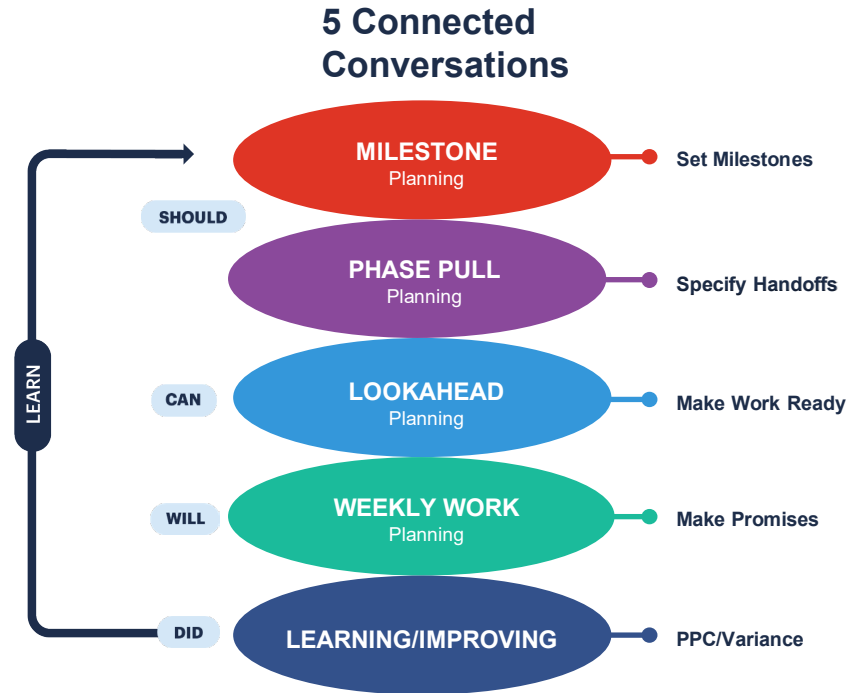 5 Connected
Conversations
MILESTONE
Planning
Set Milestones
SHOULD
PHASE PULL
Planning
Specify Handoffs
LEARN
CAN
LOOKAHEAD
Planning
Make Work Ready
WILL
WEEKLY WORK
Planning
Make Promises
DID
LEARNING/IMPROVING
PPC/Variance